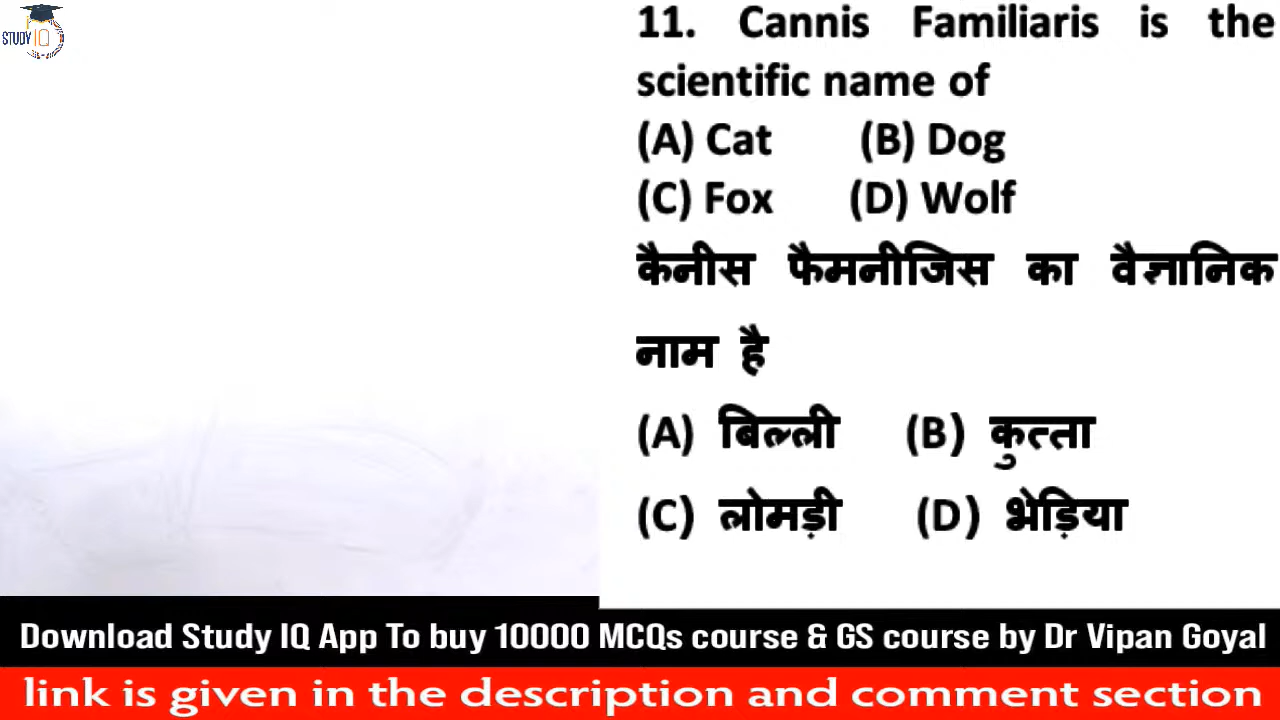 STUDY IQ
11. Cannis Familiaris is the
scientific name of
(A) Cat (B) Dog
(C) Fox (D) Wolf
कैनीस फैमनीजिस का वैज्ञानिक
नाम है
(A) बिल्ली (B) कुत्ता
(C) लोमड़ी (D) भेड़िया
Download Study IQ App To buy 10000 MCQs course & GS course by Dr Vipan Goyal
link is given in the description and comment section